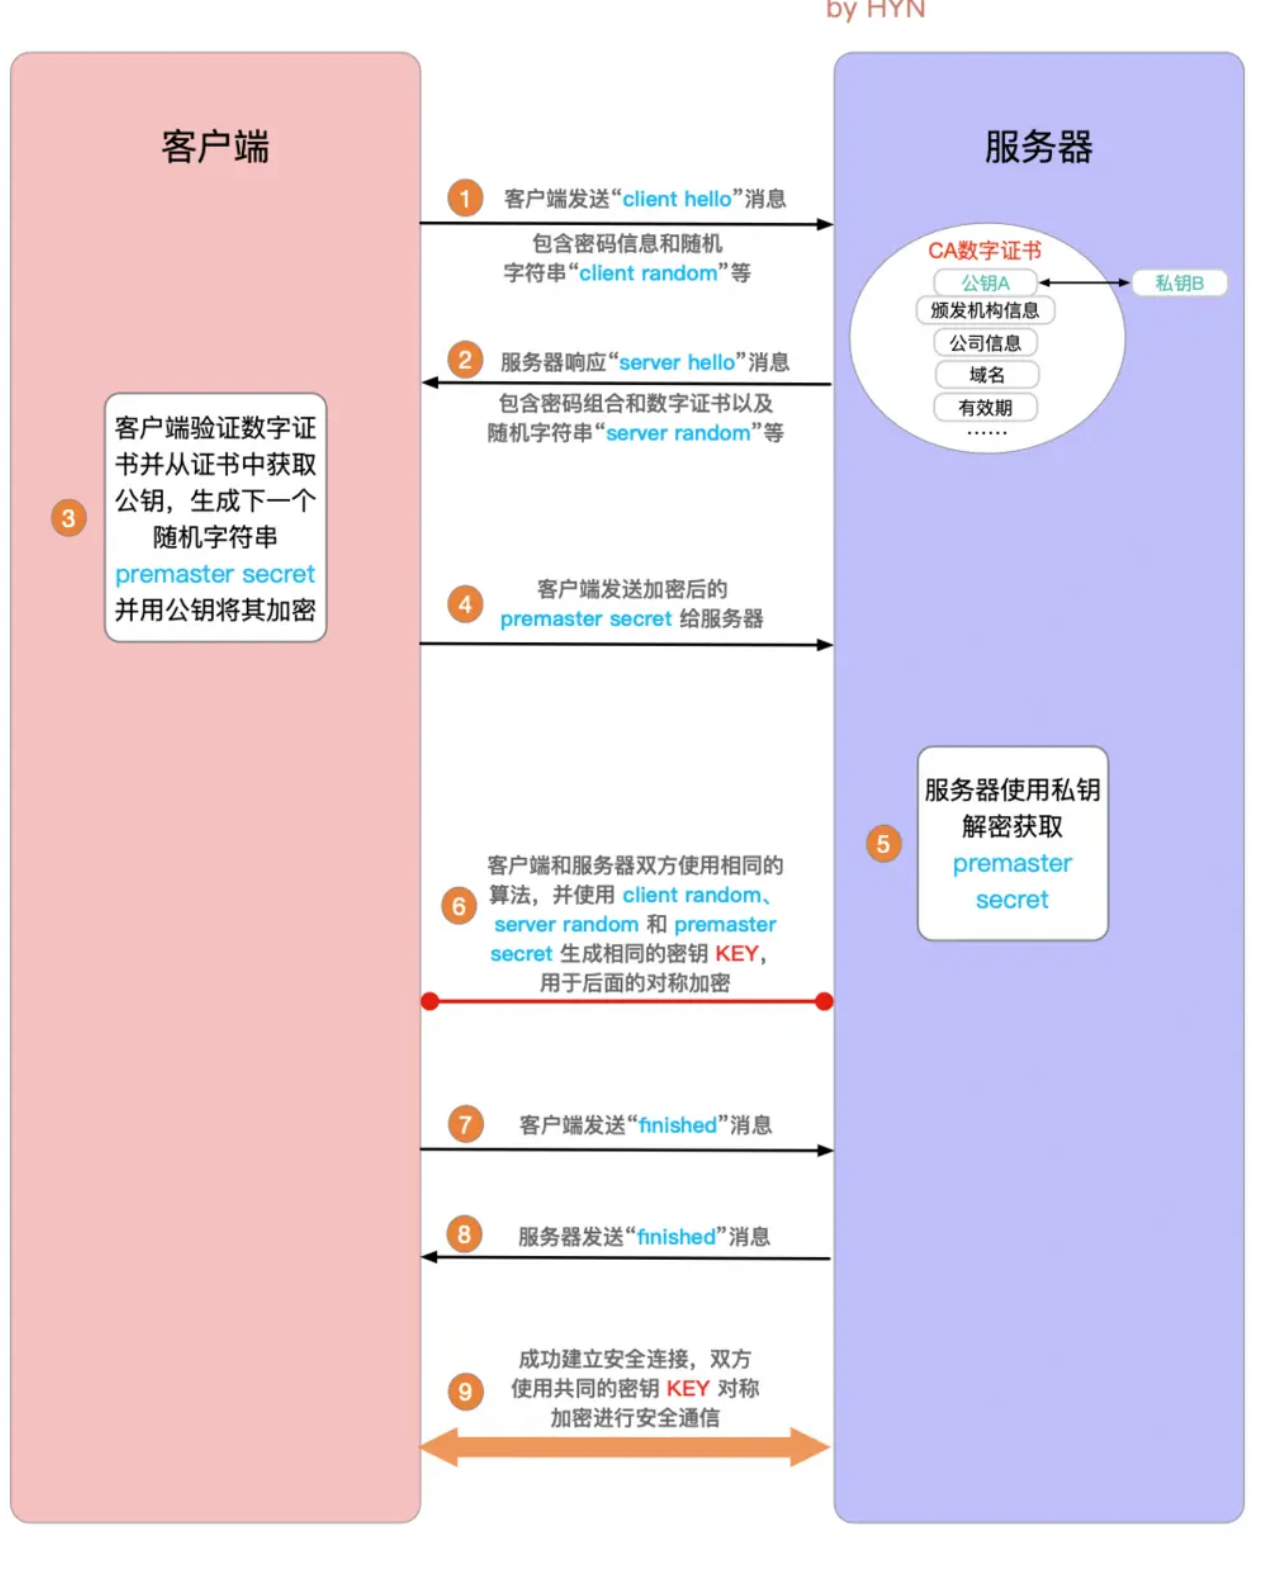 by HYN
客户端
服务器
1
客户端发送“client hello”消息
包含密码信息和随机
字符串“client random”等
CA数字证书
公钥A
私钥B
颁发机构信息
公司信息
域名
有效期
······
2
服务器响应“server hello”消息
包含密码组合和数字证书以及
随机字符串“server random”等
3
客户端验证数字证
书并从证书中获取
公钥，生成下一个
随机字符串
premaster secret
并用公钥将其加密
4
客户端发送加密后的
premaster secret 给服务器
5
服务器使用私钥
解密获取
premaster
secret
6
客户端和服务器双方使用相同的
算法，并使用 client random、
server random 和 premaster
secret 生成相同的密钥 KEY，
用于后面的对称加密
7
客户端发送“finished”消息
8
服务器发送“finished”消息
9
成功建立安全连接，双方
使用共同的密钥 KEY 对称
加密进行安全通信